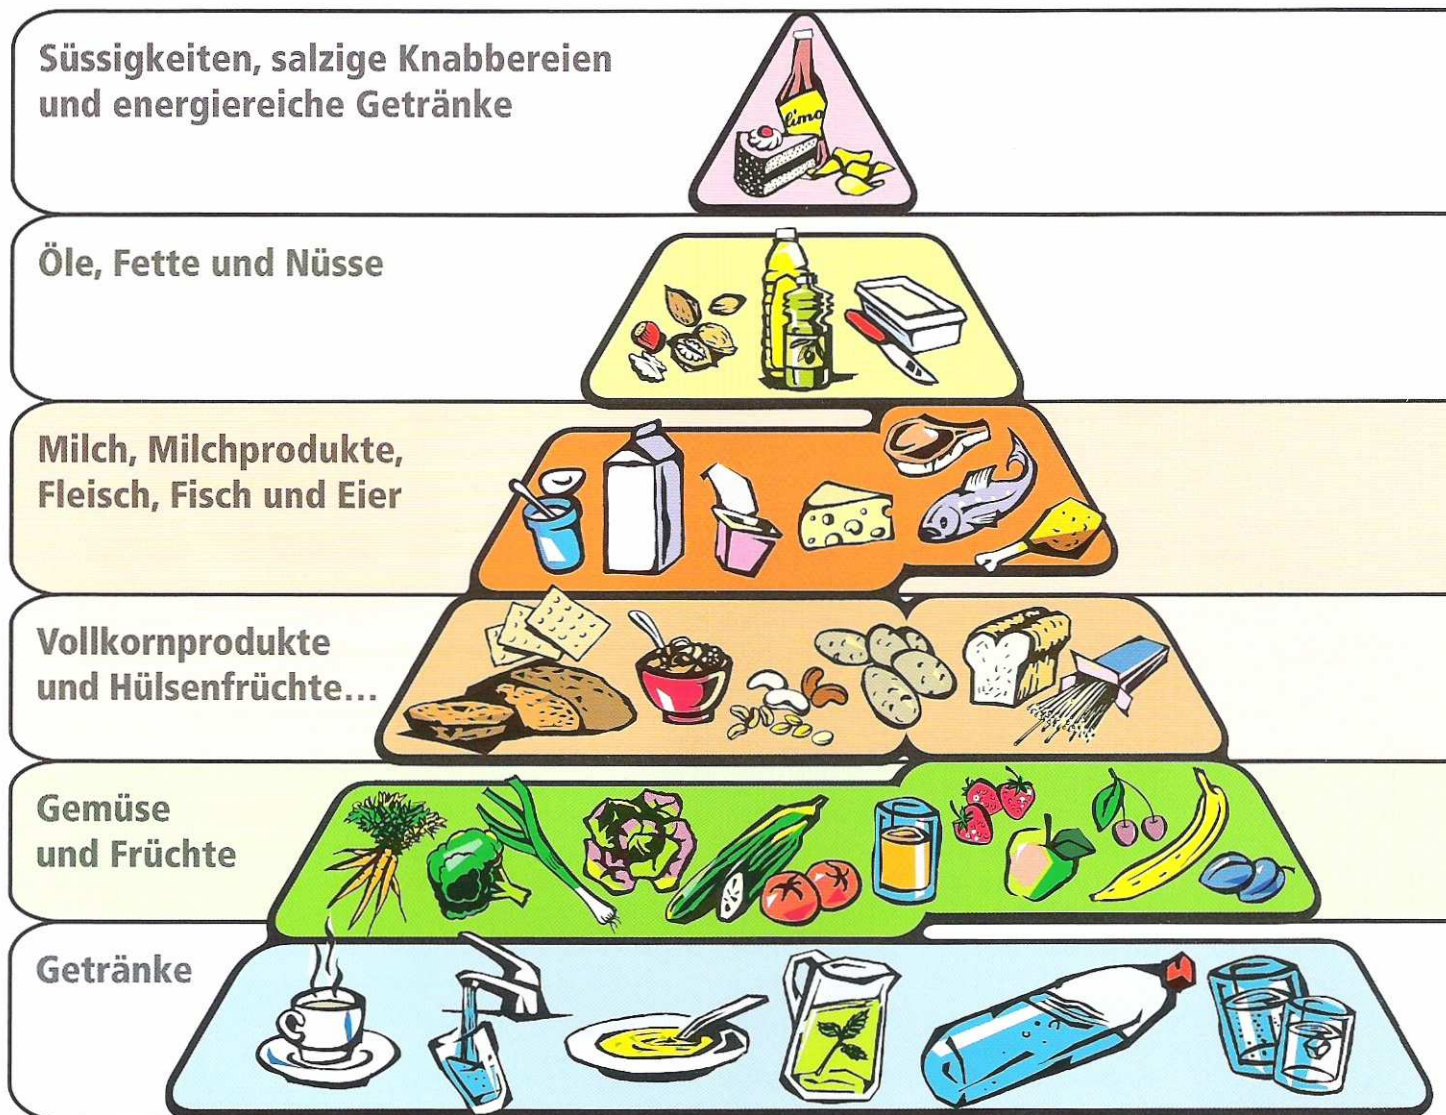 Süssigkeiten, salzige Knabbereien
und energiereiche Getränke
limo
Öle, Fette und Nüsse
Milch, Milchprodukte,
Fleisch, Fisch und Eier
Vollkornprodukte
und Hülsenfrüchte...
Gemüse
und Früchte
Getränke